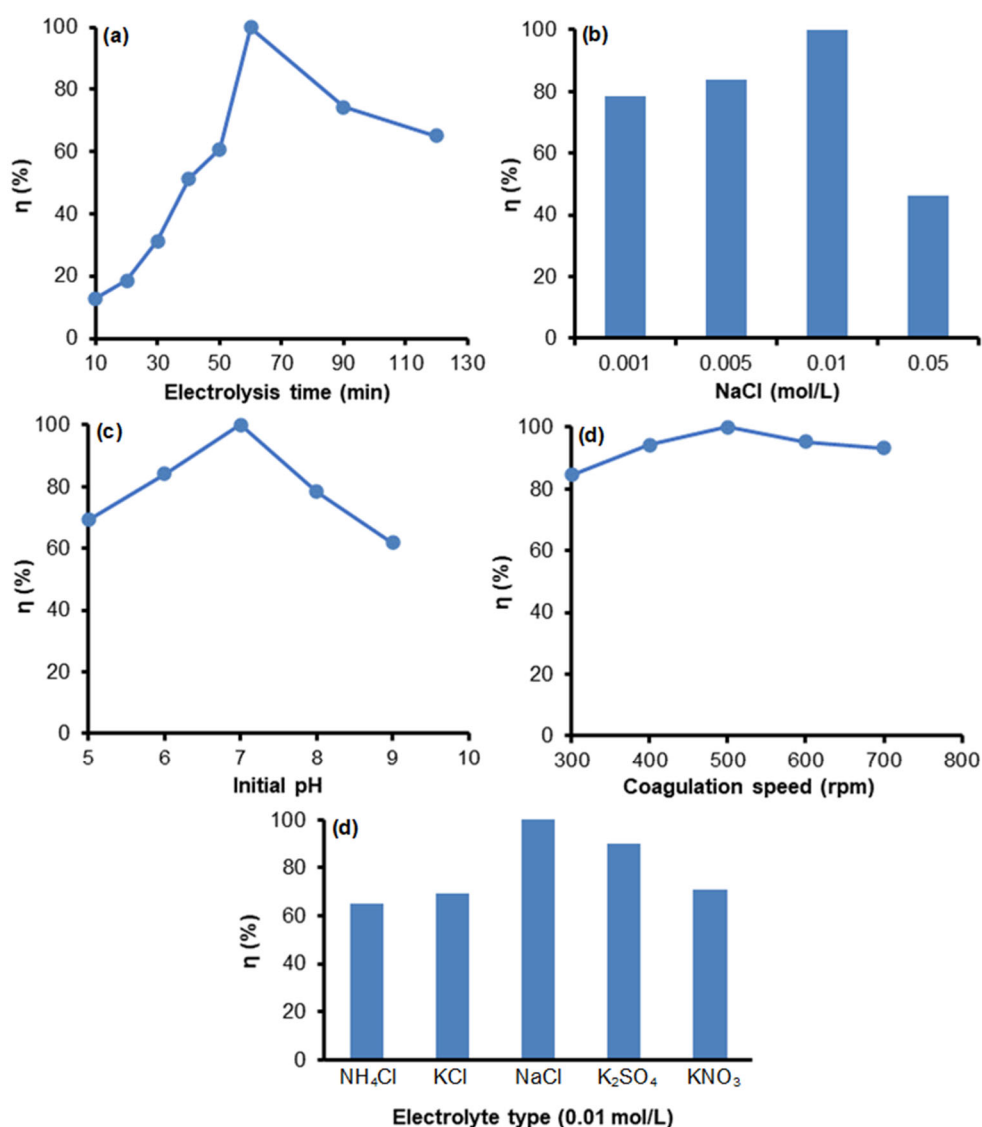 (a)
100
80
60
40
20
0
η (%)
10 30 50 70 90 110 130
Electrolysis time (min)
(b)
100
80
60
40
20
0
η (%)
0.001 0.005 0.01 0.05
NaCl (mol/L)
(c)
100
80
60
40
20
0
η (%)
5 6 7 8 9 10
Initial pH
(d)
100
80
60
40
20
0
η (%)
300 400 500 600 700 800
Coagulation speed (rpm)
(d)
100
80
60
40
20
0
η (%)
NH₄Cl KCl NaCl K₂SO₄ KNO₃
Electrolyte type (0.01 mol/L)